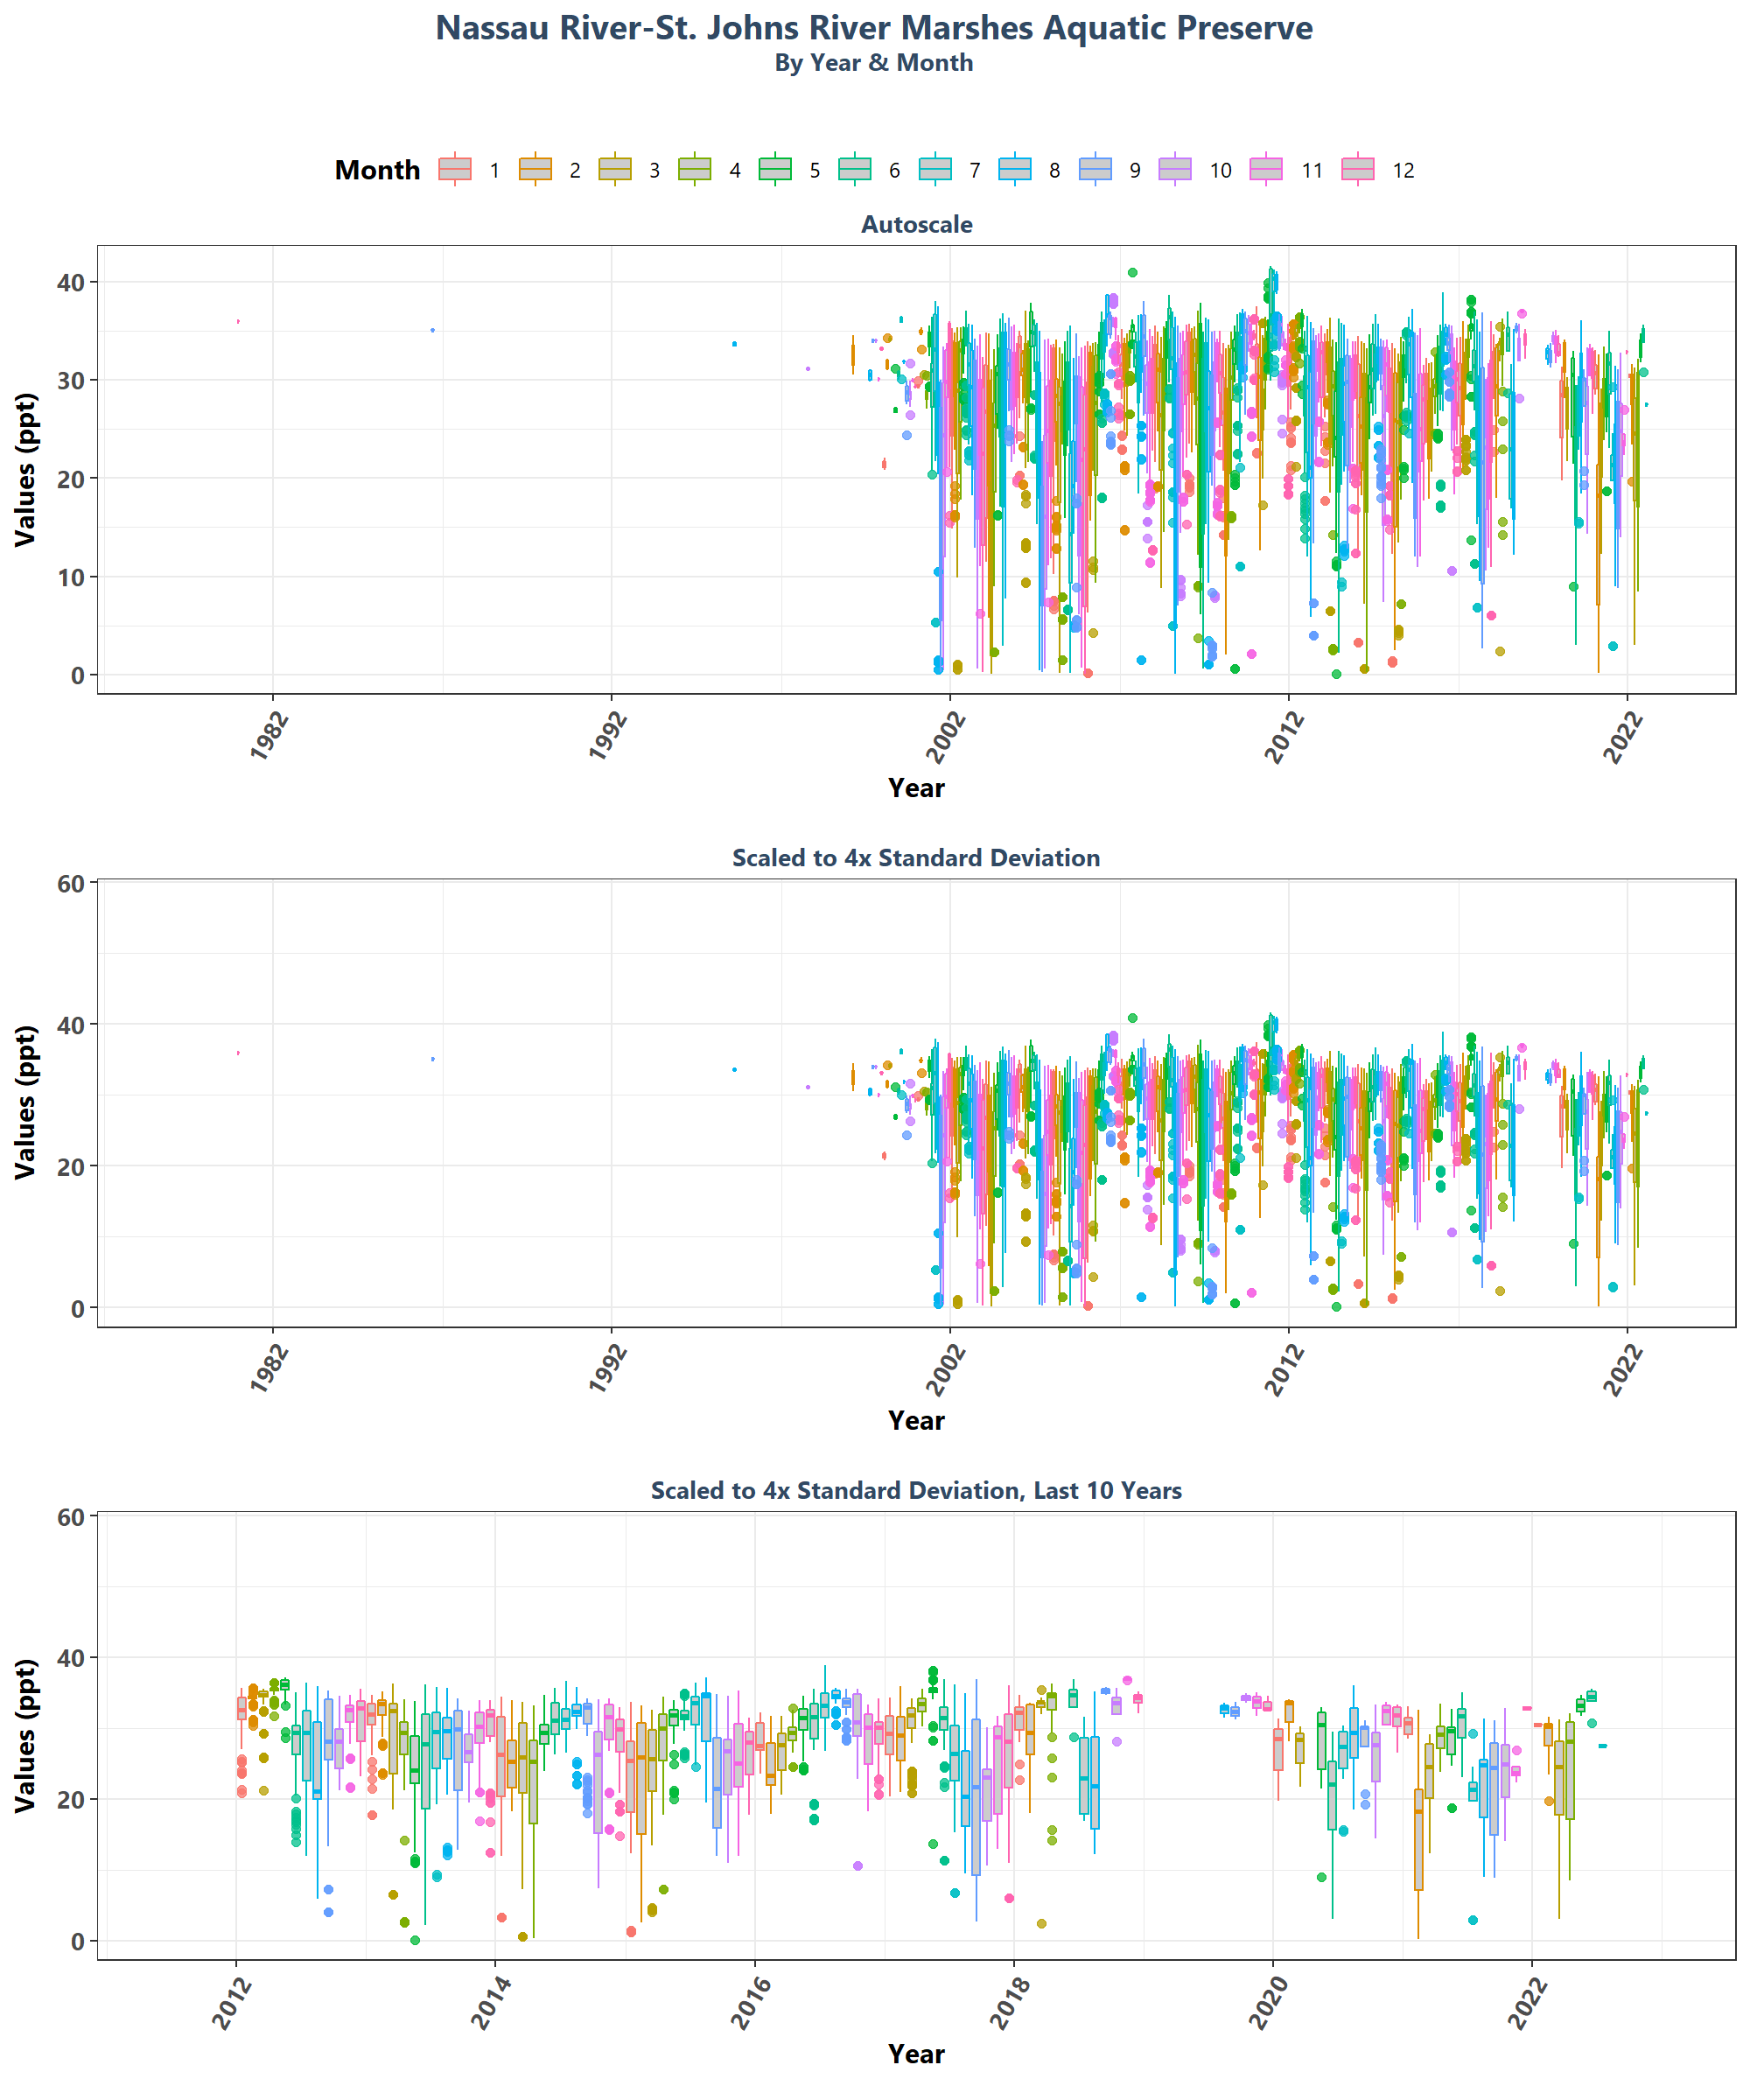 Nassau River-St. Johns River Marshes Aquatic Preserve
By Year & Month
Month 1 2 3 4 5 6 7 8 9 10 11 12
Autoscale
Values (ppt)
40
30
20
10
0
1982 1992 2002 2012 2022
Year
Scaled to 4x Standard Deviation
Values (ppt)
60
40
20
0
1982 1992 2002 2012 2022
Year
Scaled to 4x Standard Deviation, Last 10 Years
Values (ppt)
60
40
20
0
2012 2014 2016 2018 2020 2022
Year